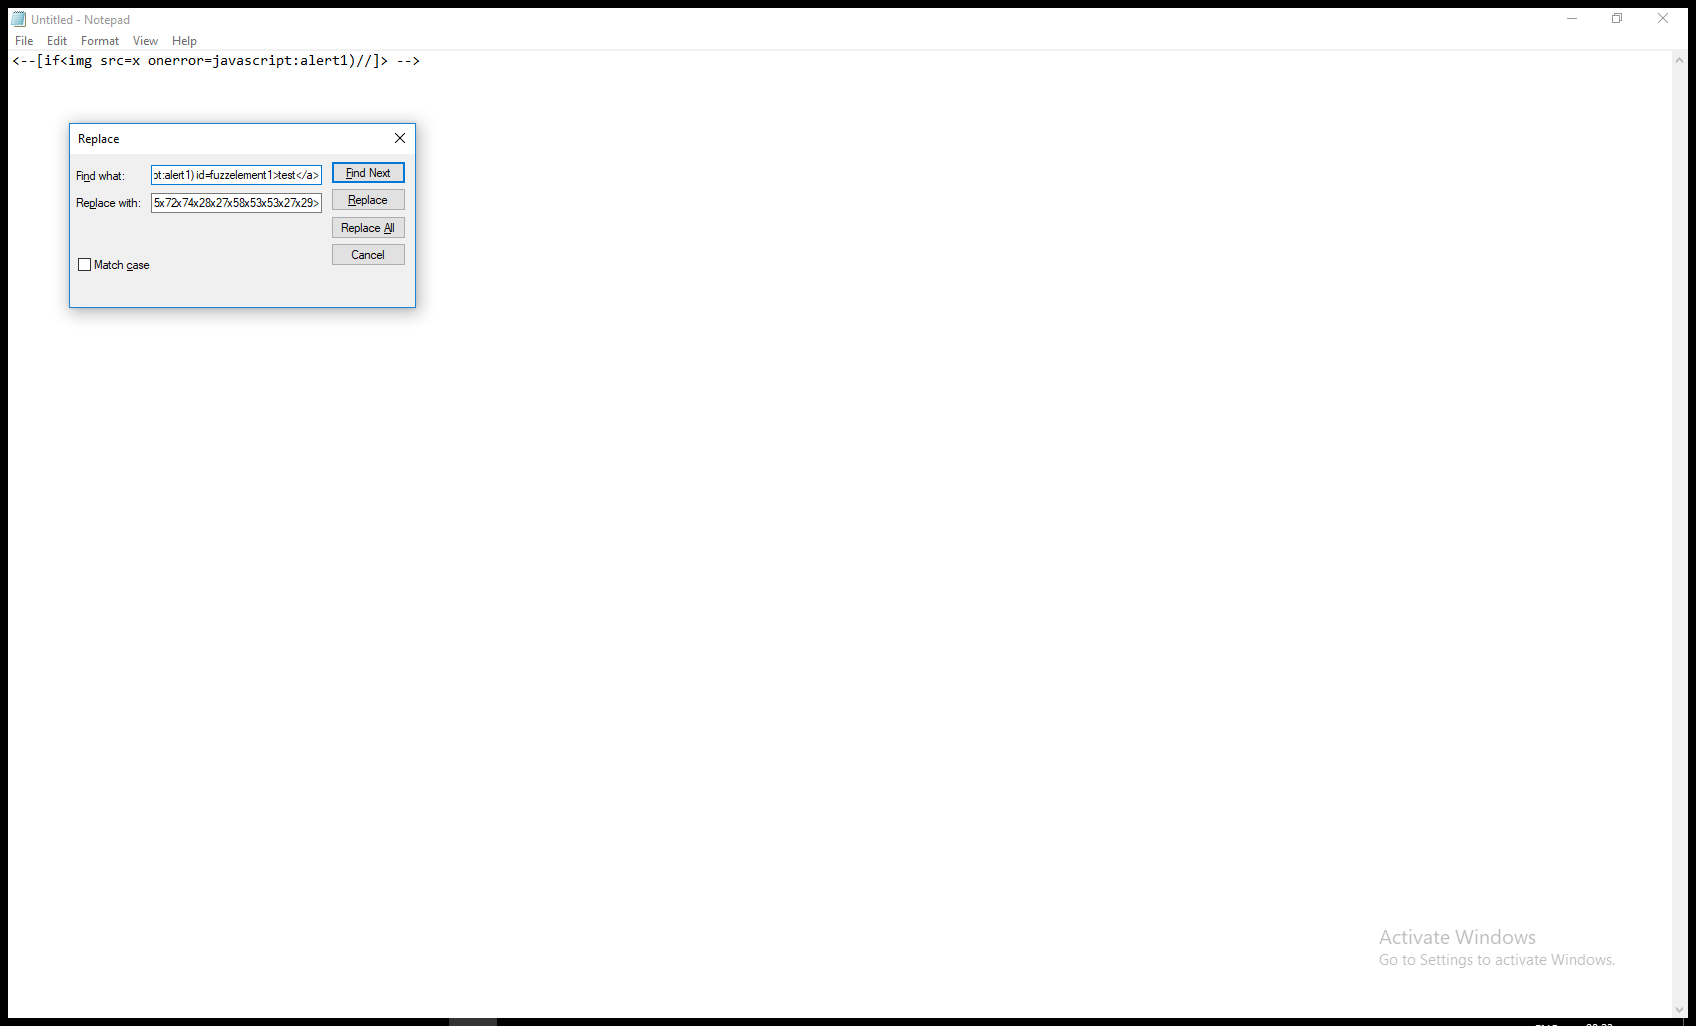 Untitled - Notepad
File Edit Format View Help
<--[if<img src=x onerror=javascript:alert1)//]> -->
Replace
Find what: pt:alert1) id=fuzzelement1>test</a> Find Next
Replace with: 5x72x74x28x27x58x53x53x27x29> Replace
Replace All
Cancel
Match case
Activate Windows
Go to Settings to activate Windows.